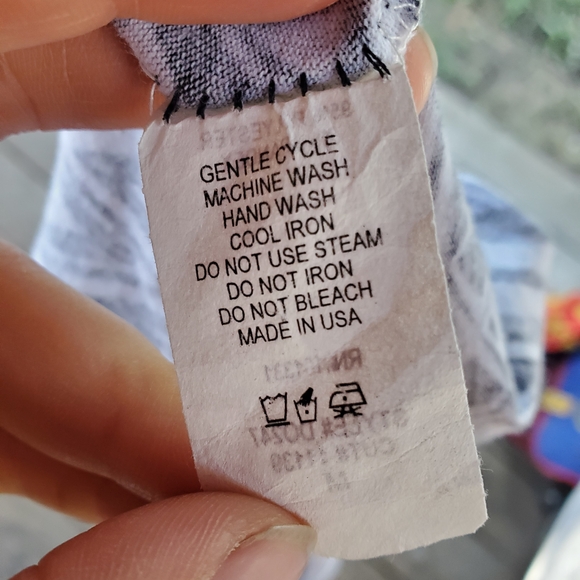 GENTLE CYCLE
MACHINE WASH
HAND WASH
COOL IRON
DO NOT USE STEAM
DO NOT IRON
DO NOT BLEACH
MADE IN USA